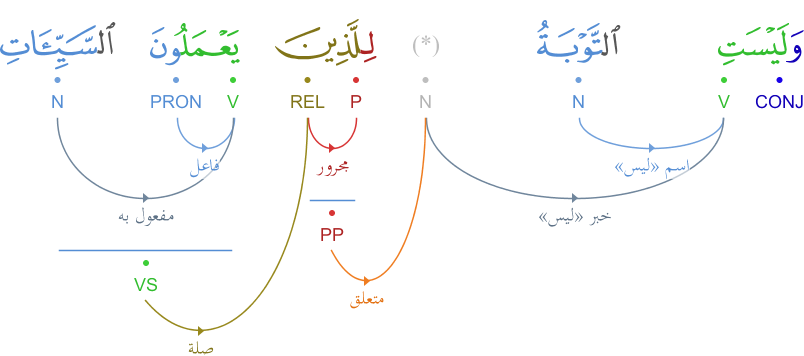 وَلَيْسَتِ ٱلتَّوْبَةُ (*) لِلَّذِينَ يَعْمَلُونَ ٱلسَّيِّـَٔاتِ
CONJ V N N P REL V PRON N
اسم «ليس» مجرور فاعل
خبر «ليس» مفعول به
PP
VS
متعلق
صلة